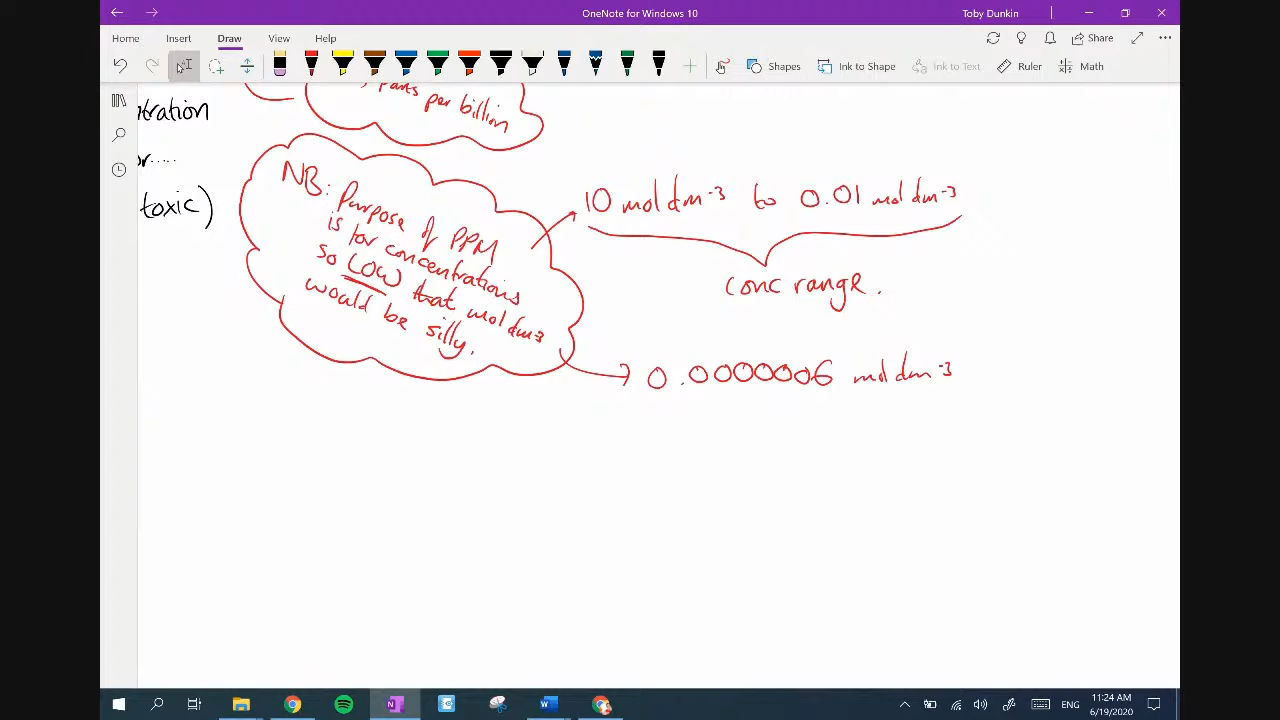 OneNote for Windows 10
Toby Dunkin
Home Insert Draw View Help
Share
Shapes Ink to Shape Ink to Text Ruler Math
parts per billion
tration
or.....
toxic)
NB: Purpose of PPM
is for concentrations
so LOW that mol dm-3
would be silly.
10 mol dm-3 to 0.01 mol dm-3
conc range.
0.0000006 mol dm-3
11:24 AM
6/19/2020